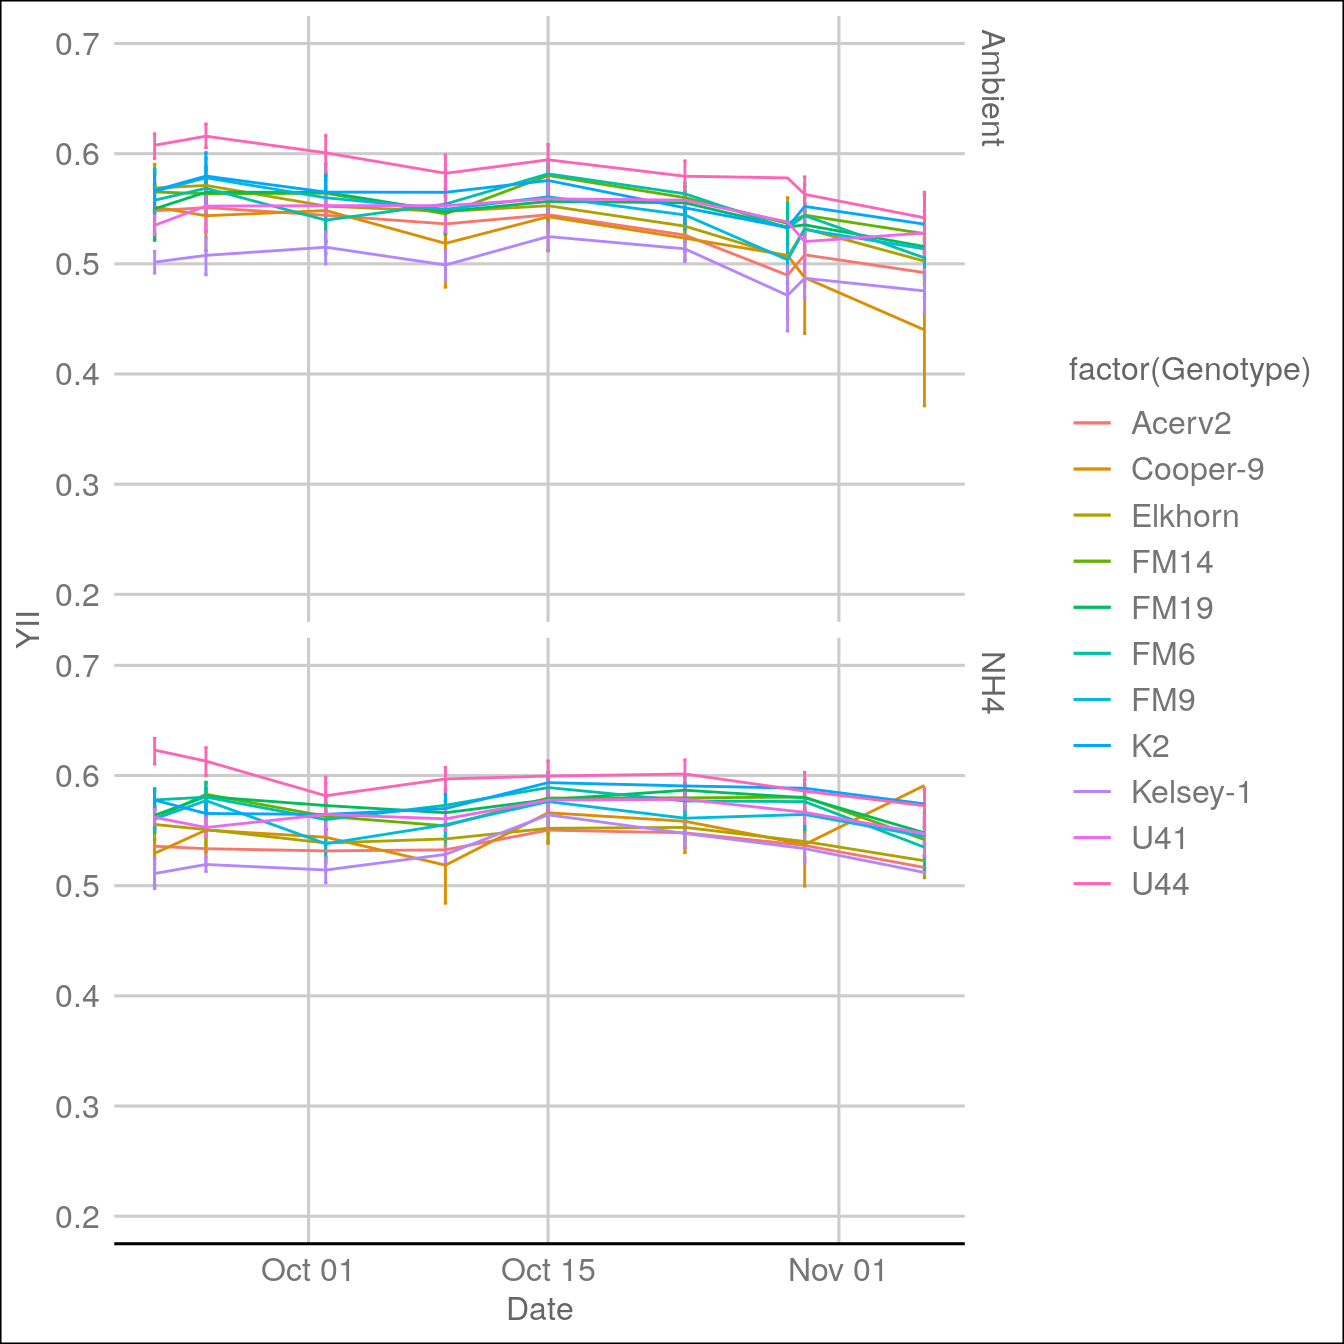 0.7
0.6
0.5
0.4
0.3
0.2
Ambient
YII
0.7
0.6
0.5
0.4
0.3
0.2
NH4
Oct 01
Oct 15
Nov 01
Date
factor(Genotype)
Acerv2
Cooper-9
Elkhorn
FM14
FM19
FM6
FM9
K2
Kelsey-1
U41
U44